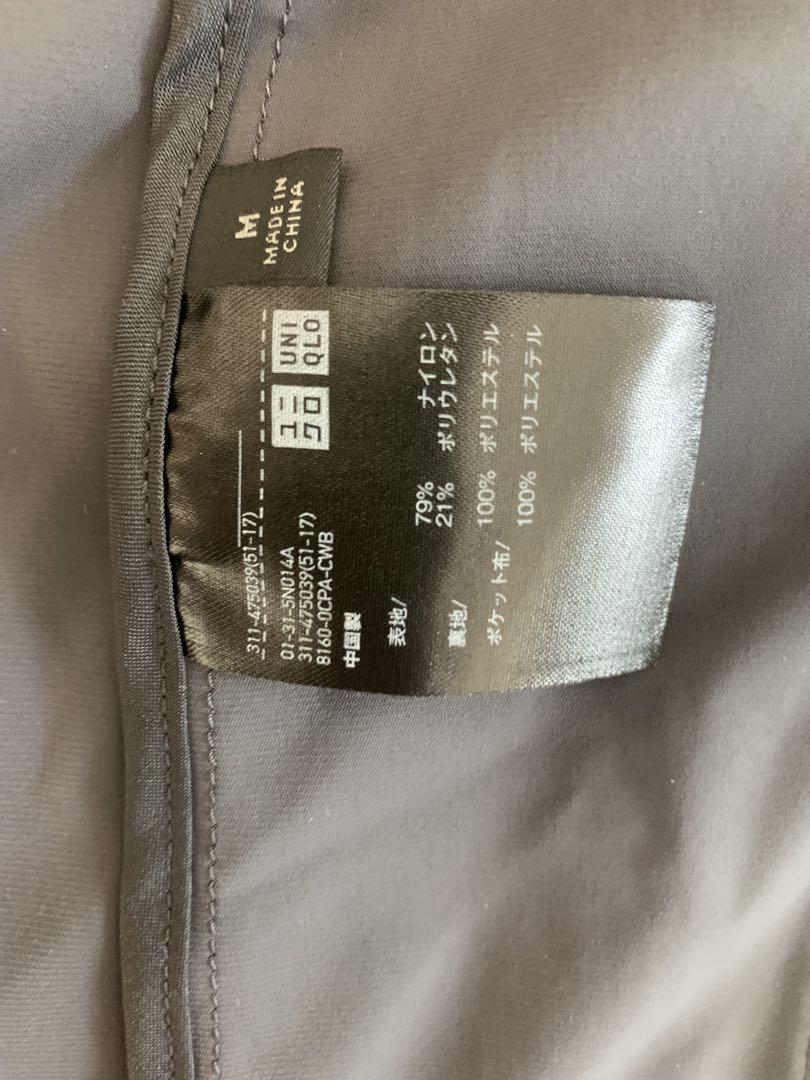 M
MADE IN
CHINA
ユニ
クロ
UNI
QLO
311-475039(51-17)
01-31-5N014A
311-475039(51-17)
8160-0CPA-CWB
中国製
表地/ 79% ナイロン
21% ポリウレタン
裏地/ 100% ポリエステル
ポケット布/ 100% ポリエステル